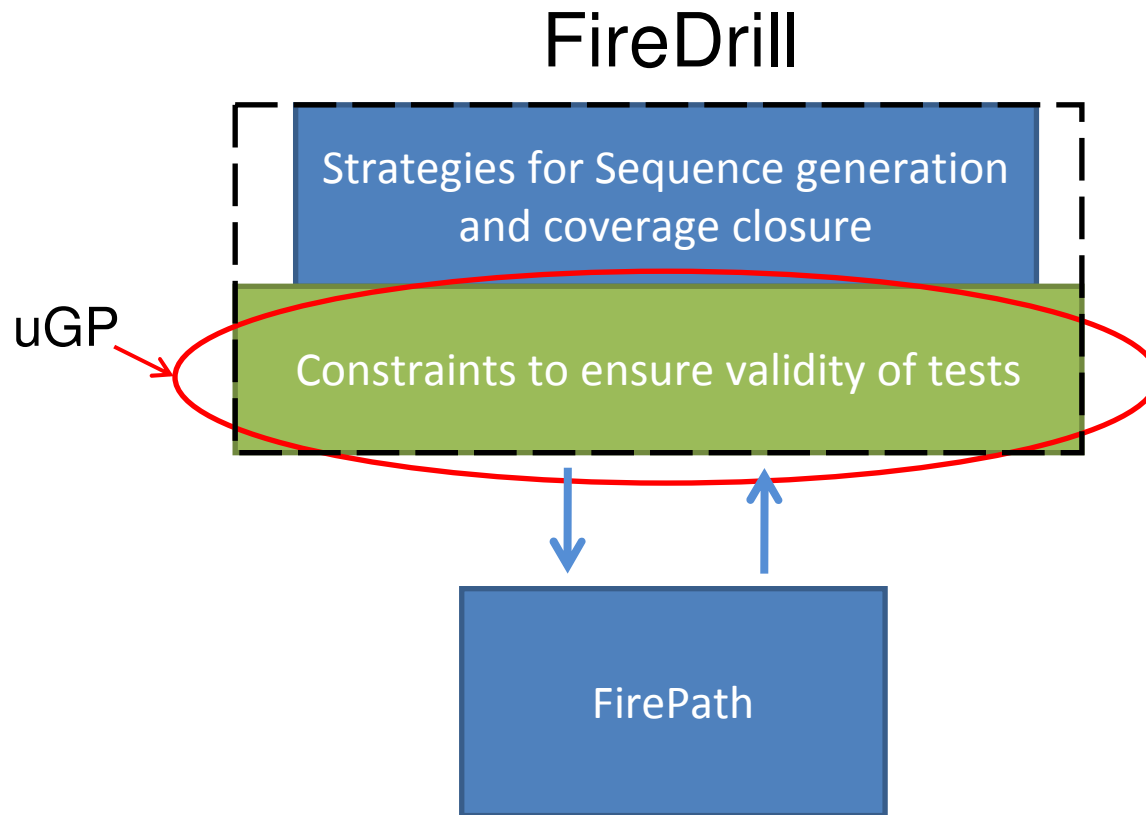 FireDrill
Strategies for Sequence generation
and coverage closure
uGP
Constraints to ensure validity of tests
FirePath